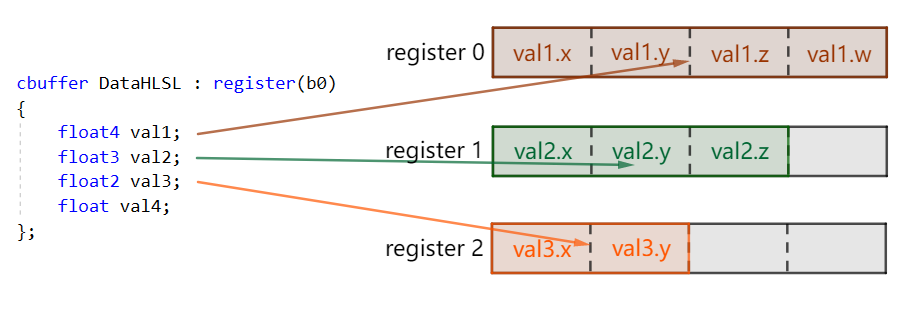 register 0 val1.x val1.y val1.z val1.w
cbuffer DataHLSL : register(b0)
{
float4 val1;
float3 val2;
float2 val3;
float val4;
};
register 1 val2.x val2.y val2.z
register 2 val3.x val3.y